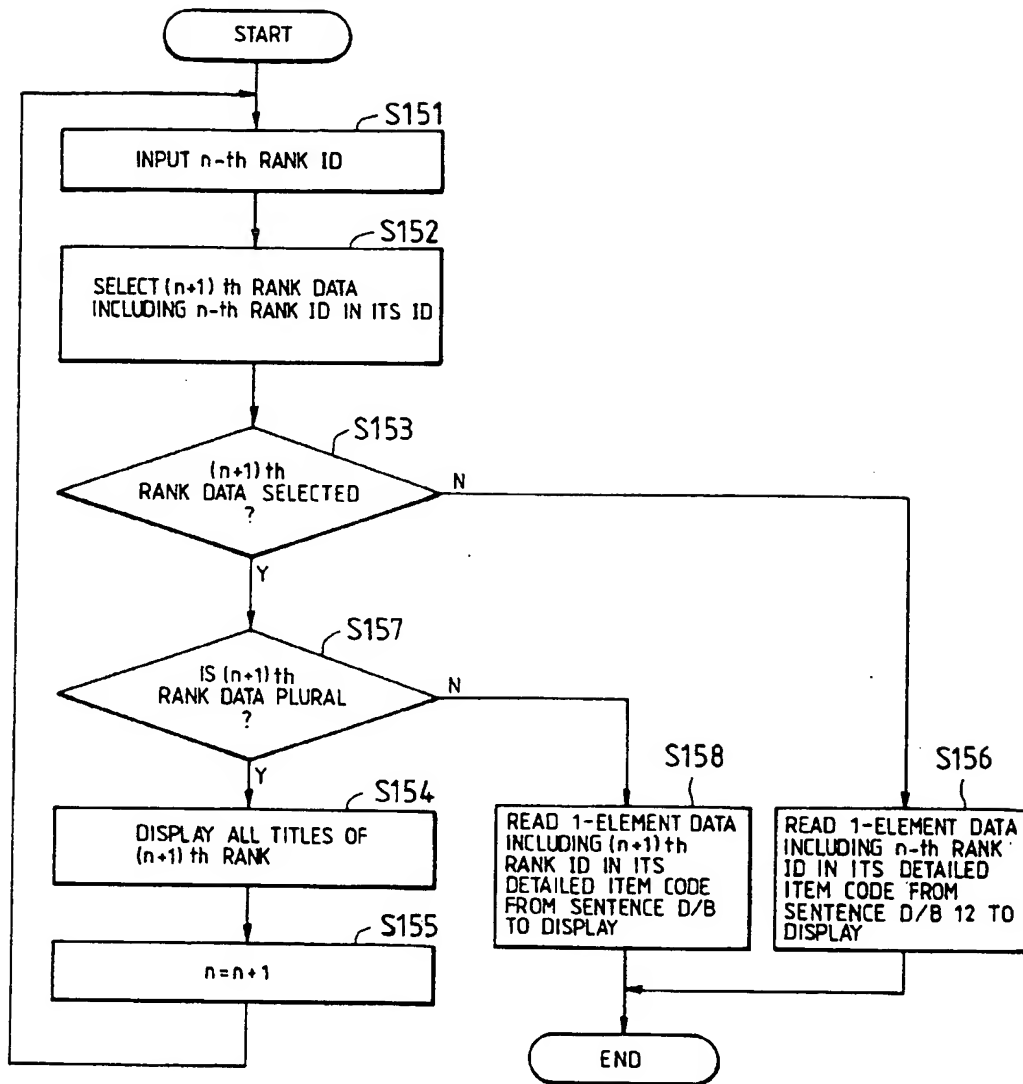 START
S151
INPUT n-th RANK ID
S152
SELECT (n+1) th RANK DATA
INCLUDING n-th RANK ID IN ITS ID
S153
(n+1) th
RANK DATA SELECTED
?
N
Y
S157
IS (n+1) th
RANK DATA PLURAL
?
N
Y
S154
DISPLAY ALL TITLES OF
(n+1) th RANK
S155
n=n+1
S158
READ 1-ELEMENT DATA
INCLUDING (n+1) th
RANK ID IN ITS
DETAILED ITEM CODE
FROM SENTENCE D/B
TO DISPLAY
S156
READ 1-ELEMENT DATA
INCLUDING n-th RANK
ID IN ITS DETAILED
ITEM CODE FROM
SENTENCE D/B 12 TO
DISPLAY
END